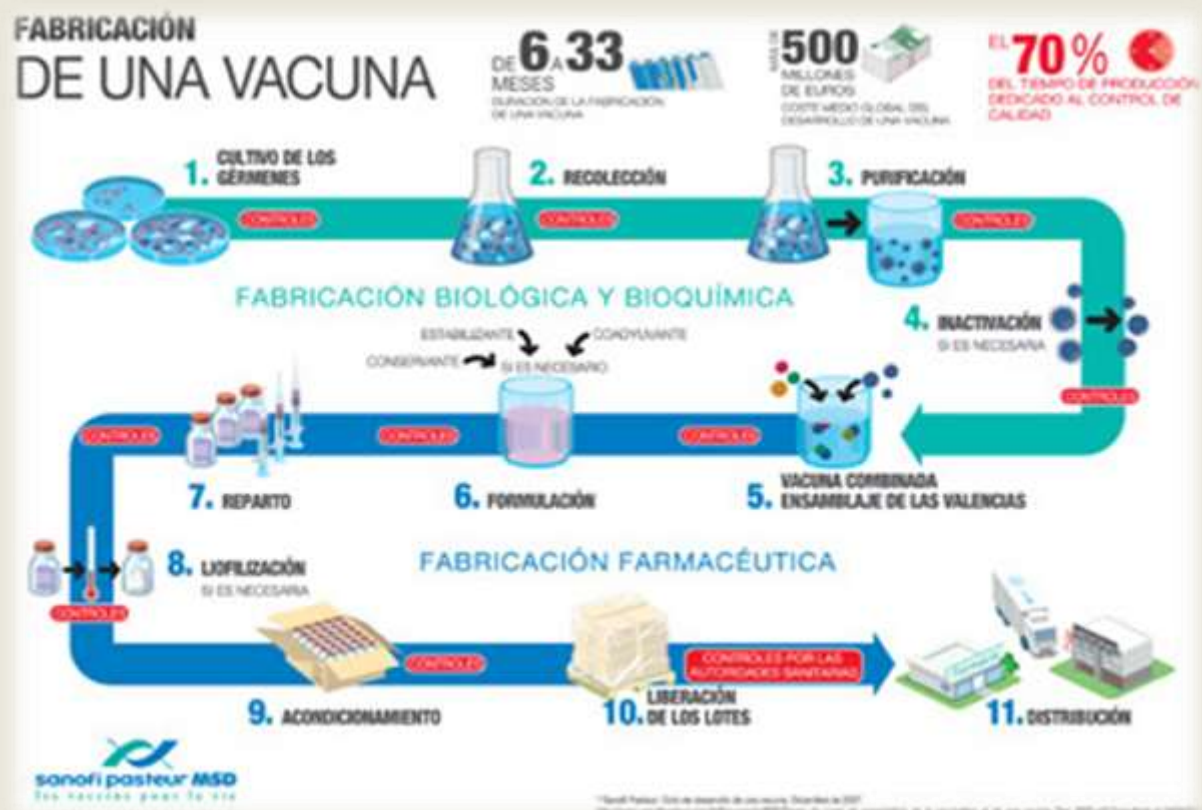 FABRICACIÓN
DE UNA VACUNA
DE 6 A 33
MESES
DURACIÓN DE LA FABRICACIÓN
DE UNA VACUNA
MÁS DE 500
MILLONES
DE EUROS
COSTE MEDIO GLOBAL DEL
DESARROLLO DE UNA VACUNA
EL 70%
DEL TIEMPO DE PRODUCCIÓN
DEDICADO AL CONTROL DE
CALIDAD
1. CULTIVO DE LOS
GÉRMENES
2. RECOLECCIÓN
3. PURIFICACIÓN
CONTROLES
CONTROLES
CONTROLES
FABRICACIÓN BIOLÓGICA Y BIOQUÍMICA
4. INACTIVACIÓN
SI ES NECESARIA
ESTABILIZANTE
COADYUVANTE
CONSERVANTE
SI ES NECESARIO
CONTROLES
CONTROLES
CONTROLES
CONTROLES
7. REPARTO
6. FORMULACIÓN
5. VACUNA COMBINADA
ENSAMBLAJE DE LAS VALENCIAS
8. LIOFILIZACIÓN
SI ES NECESARIA
FABRICACIÓN FARMACÉUTICA
CONTROLES
CONTROLES
CONTROLES POR LAS
AUTORIDADES SANITARIAS
9. ACONDICIONAMIENTO
10. LIBERACIÓN
DE LOS LOTES
11. DISTRIBUCIÓN
sanofi pasteur MSD